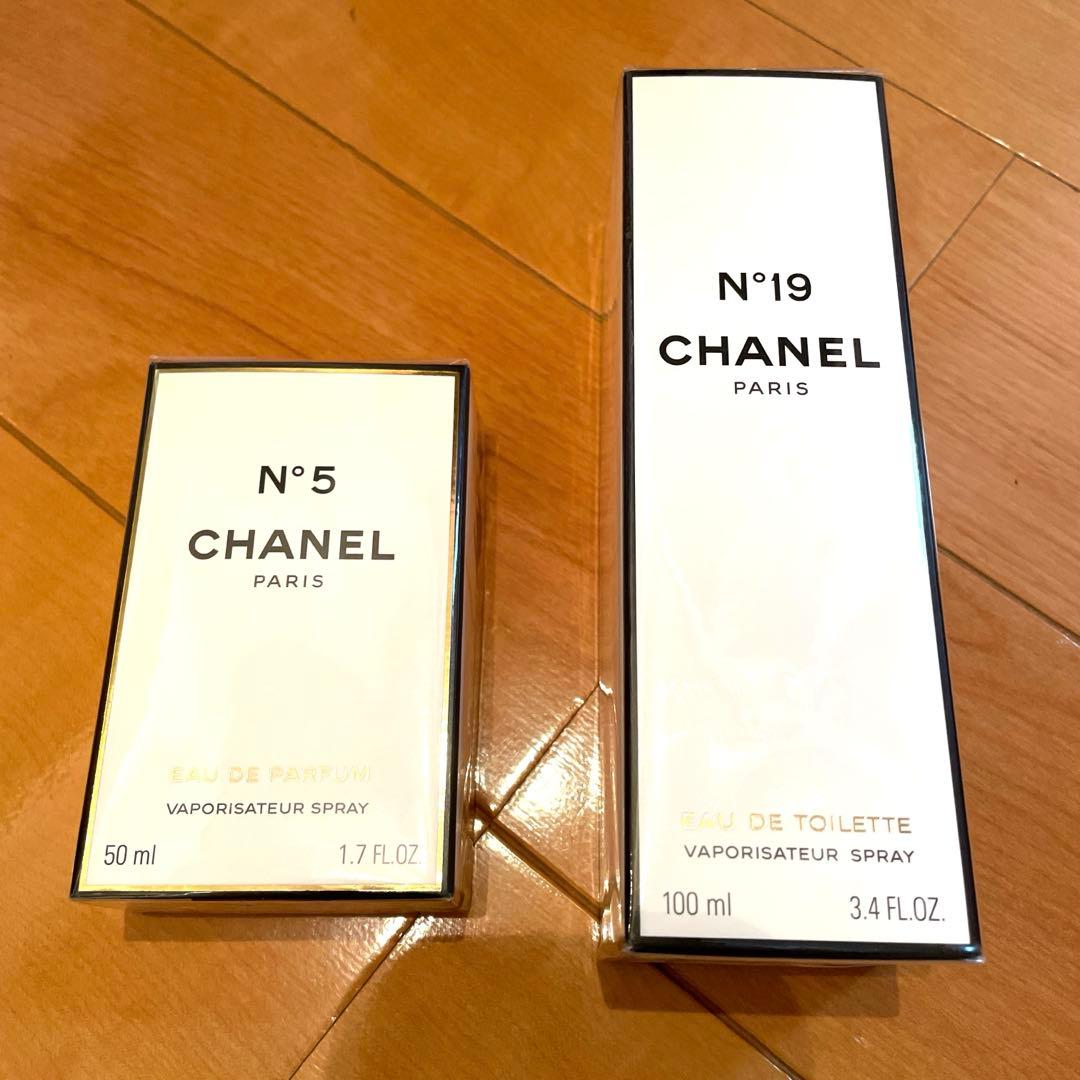 N°5
CHANEL
PARIS
EAU DE PARFUM
VAPORISATEUR SPRAY
50 ml 1.7 FL.OZ.
N°19
CHANEL
PARIS
EAU DE TOILETTE
VAPORISATEUR SPRAY
100 ml 3.4 FL.OZ.